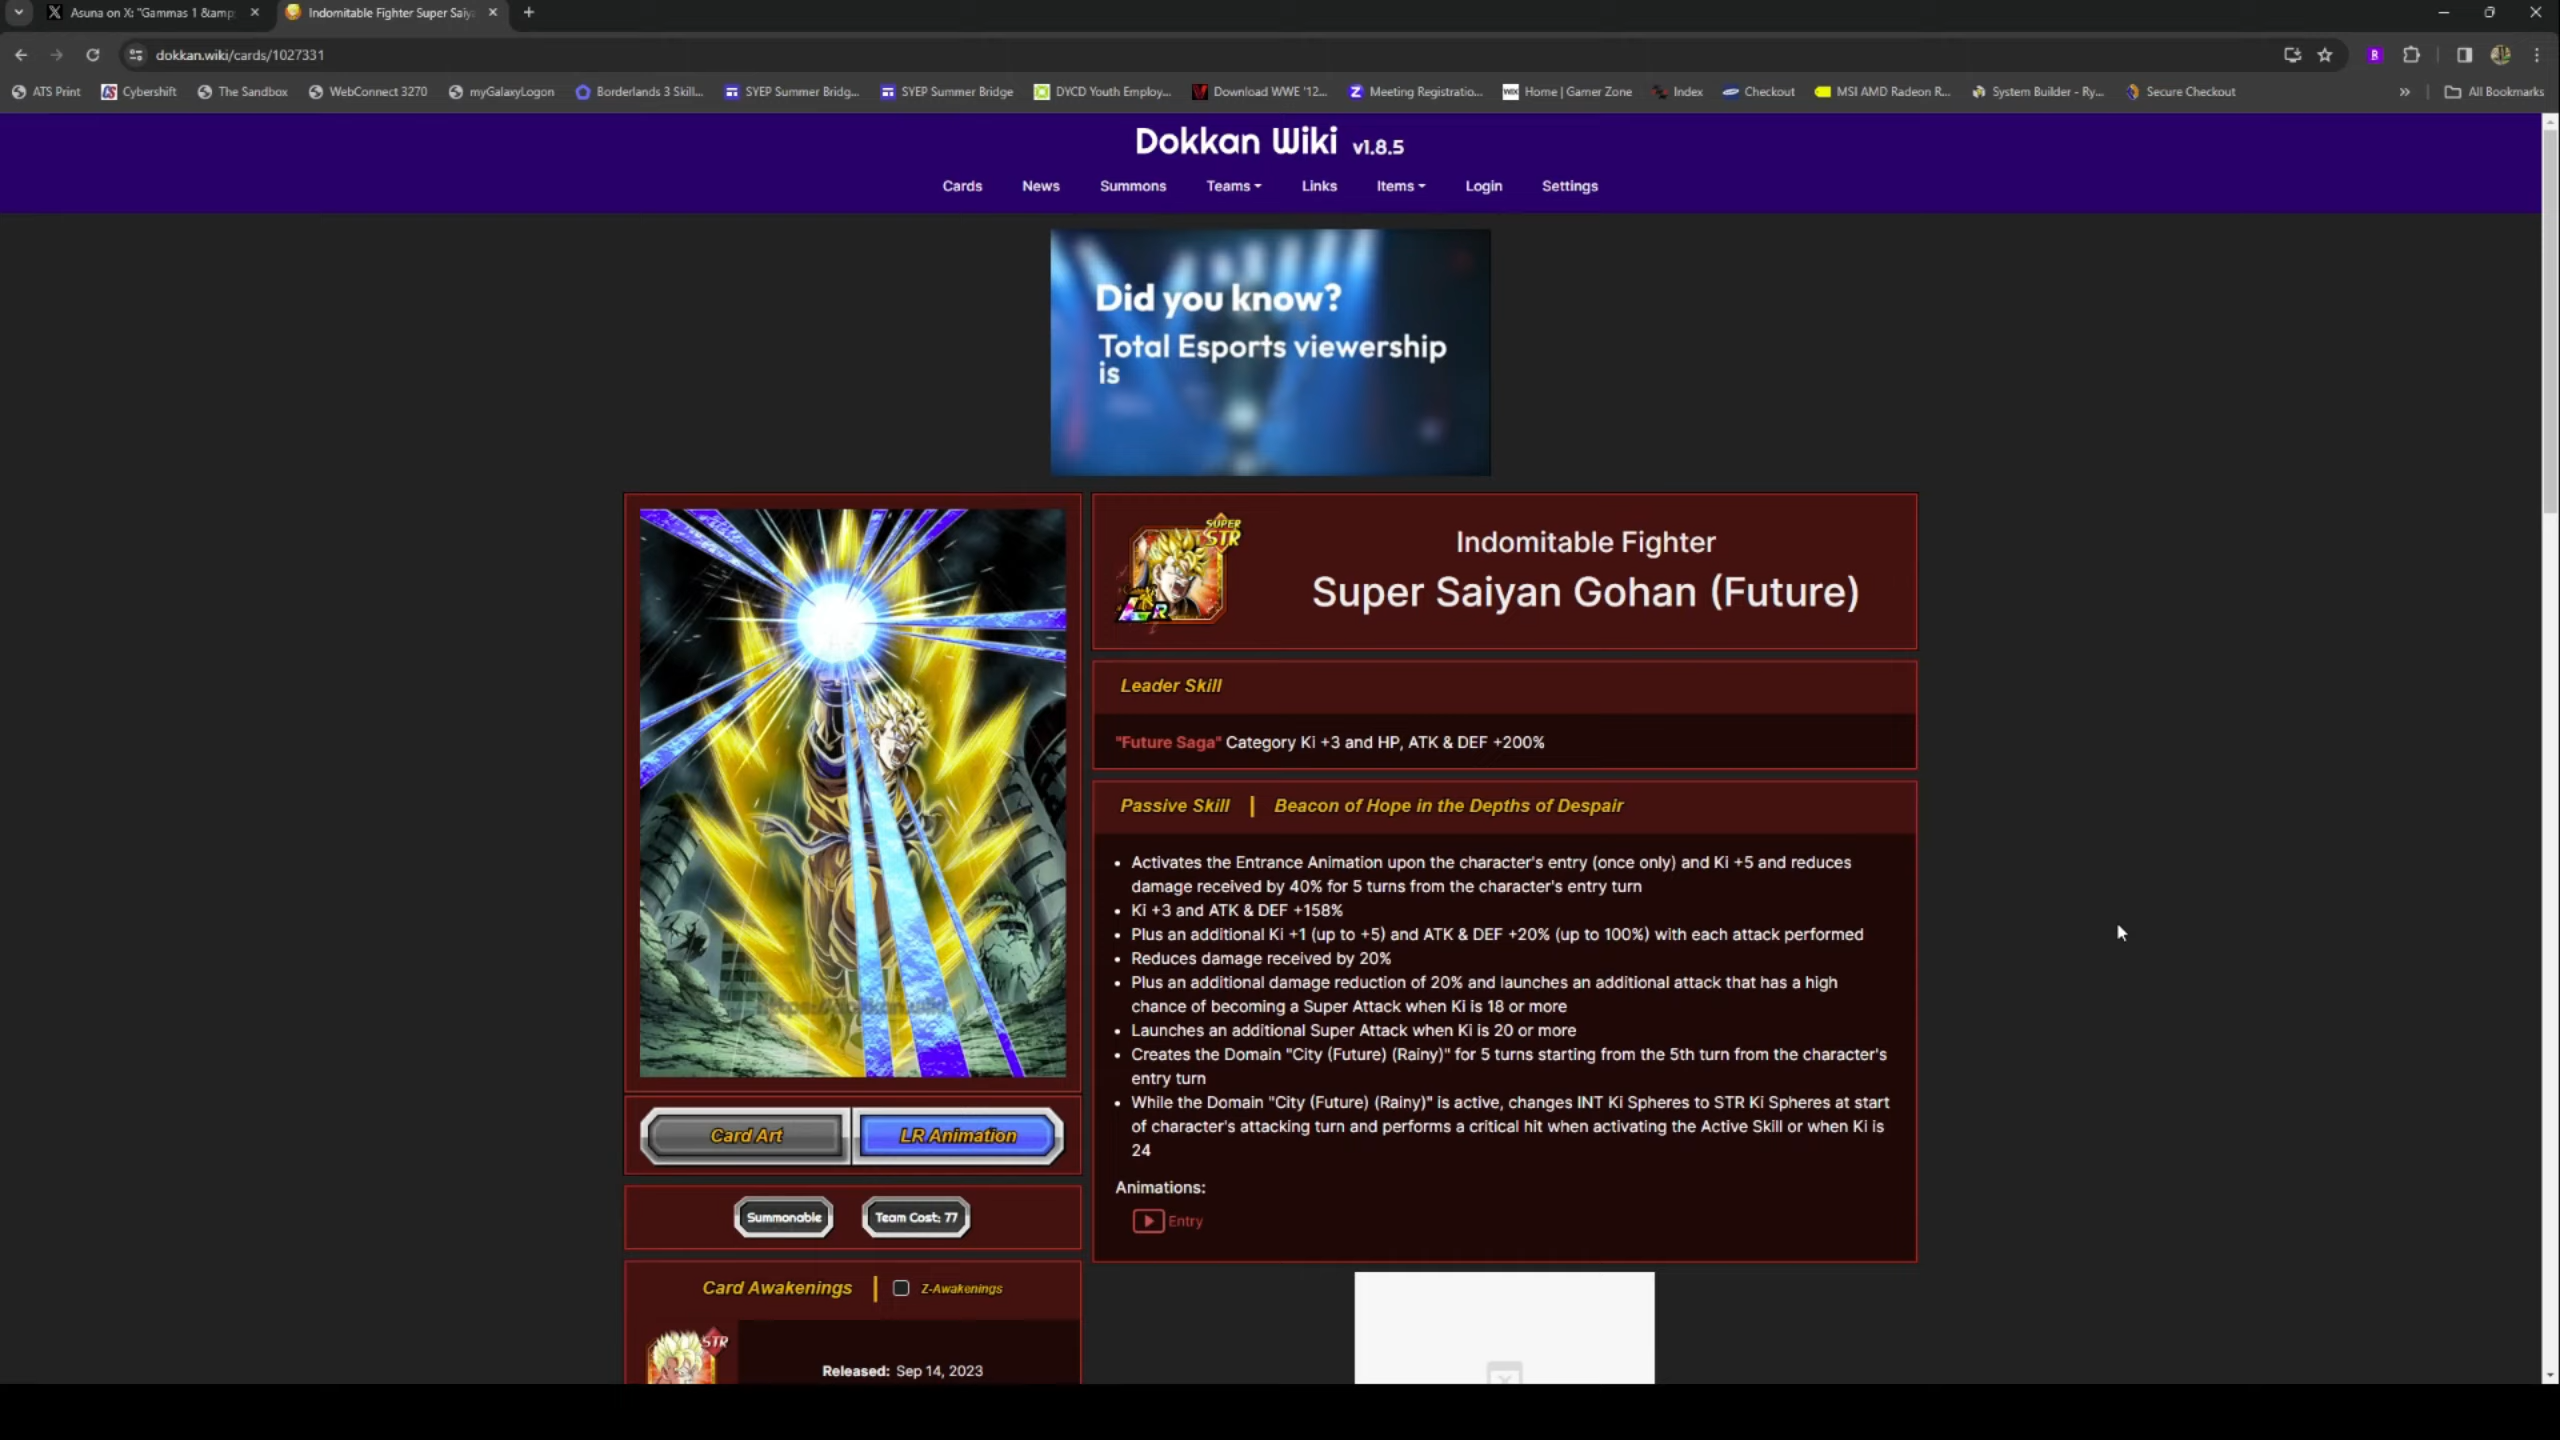 Asuna on X: "Gammas 1 &amp
Indomitable Fighter Super Saiy
dokkan.wiki/cards/1027331
ATS Print
Cybershift
The Sandbox
WebConnect 3270
myGalaxyLogon
Borderlands 3 Skill...
SYEP Summer Bridg...
SYEP Summer Bridge
DYCD Youth Employ...
Download WWE '12...
Meeting Registratio...
Home | Gamer Zone
Index
Checkout
MSI AMD Radeon R...
System Builder - Ry...
Secure Checkout
All Bookmarks
Dokkan Wiki v1.8.5
Cards
News
Summons
Teams
Links
Items
Login
Settings
Did you know?
Total Esports viewership
is
SUPER
STR
LR
Indomitable Fighter
Super Saiyan Gohan (Future)
Leader Skill
"Future Saga" Category Ki +3 and HP, ATK & DEF +200%
Passive Skill | Beacon of Hope in the Depths of Despair
• Activates the Entrance Animation upon the character's entry (once only) and Ki +5 and reduces
damage received by 40% for 5 turns from the character's entry turn
• Ki +3 and ATK & DEF +158%
• Plus an additional Ki +1 (up to +5) and ATK & DEF +20% (up to 100%) with each attack performed
• Reduces damage received by 20%
• Plus an additional damage reduction of 20% and launches an additional attack that has a high
chance of becoming a Super Attack when Ki is 18 or more
• Launches an additional Super Attack when Ki is 20 or more
• Creates the Domain "City (Future) (Rainy)" for 5 turns starting from the 5th turn from the character's
entry turn
• While the Domain "City (Future) (Rainy)" is active, changes INT Ki Spheres to STR Ki Spheres at start
of character's attacking turn and performs a critical hit when activating the Active Skill or when Ki is
24
Animations:
Entry
Card Art
LR Animation
Summonable
Team Cost: 77
Card Awakenings | Z-Awakenings
STR
Released: Sep 14, 2023